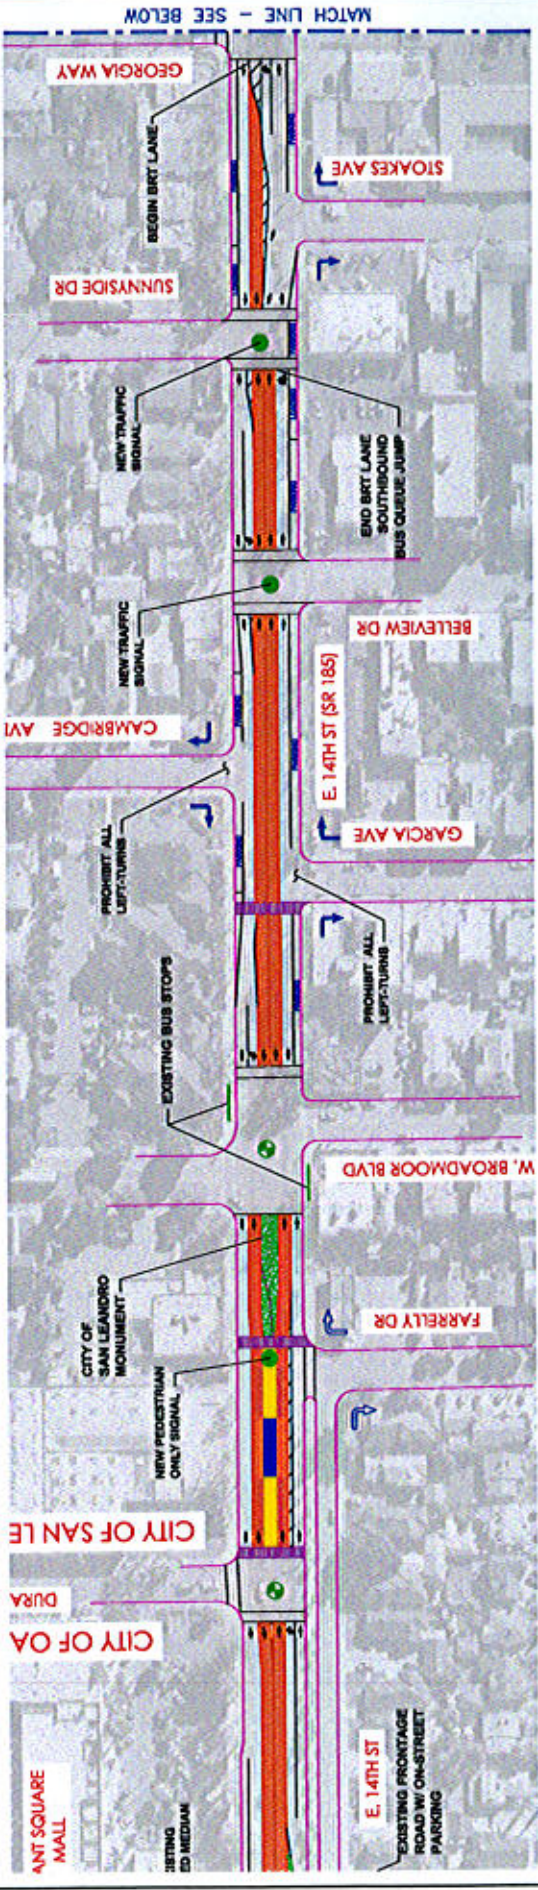 MATCH LINE - SEE BELOW
GEORGIA WAY
BEGIN BRT LANE
STOAKES AVE
SUNNYSIDE DR
NEW TRAFFIC
SIGNAL
END BRT LANE
SOUTHBOUND
BUS QUEUE JUMP
NEW TRAFFIC
SIGNAL
BELLEVIEW DR
CAMBRIDGE AV
E. 14TH ST (SR 185)
GARCIA AVE
PROHIBIT ALL
LEFT-TURNS
PROHIBIT ALL
LEFT-TURNS
EXISTING BUS STOPS
W. BROADMOOR BLVD
CITY OF
SAN LEANDRO
MONUMENT
FARRELLY DR
NEW PEDESTRIAN
ONLY SIGNAL
CITY OF SAN LE
DURA
CITY OF OA
ANT SQUARE
MALL
ISTING
ED MEDIAN
E. 14TH ST
EXISTING FRONTAGE
ROAD W/ ON-STREET
PARKING